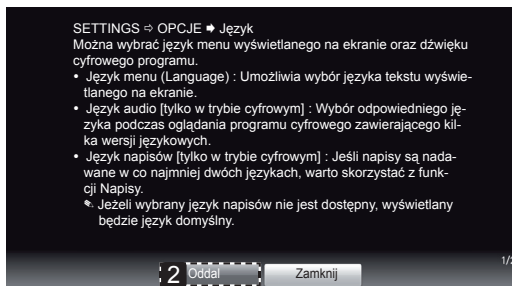 SETTINGS ⇨ OPCJE ➡ Język
Można wybrać język menu wyświetlanego na ekranie oraz dźwięku
cyfrowego programu.
• Język menu (Language) : Umożliwia wybór języka tekstu wyświe-
tlanego na ekranie.
• Język audio [tylko w trybie cyfrowym] : Wybór odpowiedniego ję-
zyka podczas oglądania programu cyfrowego zawierającego kil-
ka wersji językowych.
• Język napisów [tylko w trybie cyfrowym] : Jeśli napisy są nada-
wane w co najmniej dwóch językach, warto skorzystać z funk-
cji Napisy.
✎ Jeżeli wybrany język napisów nie jest dostępny, wyświetlany
będzie język domyślny.
1/2
2 Oddal Zamknij